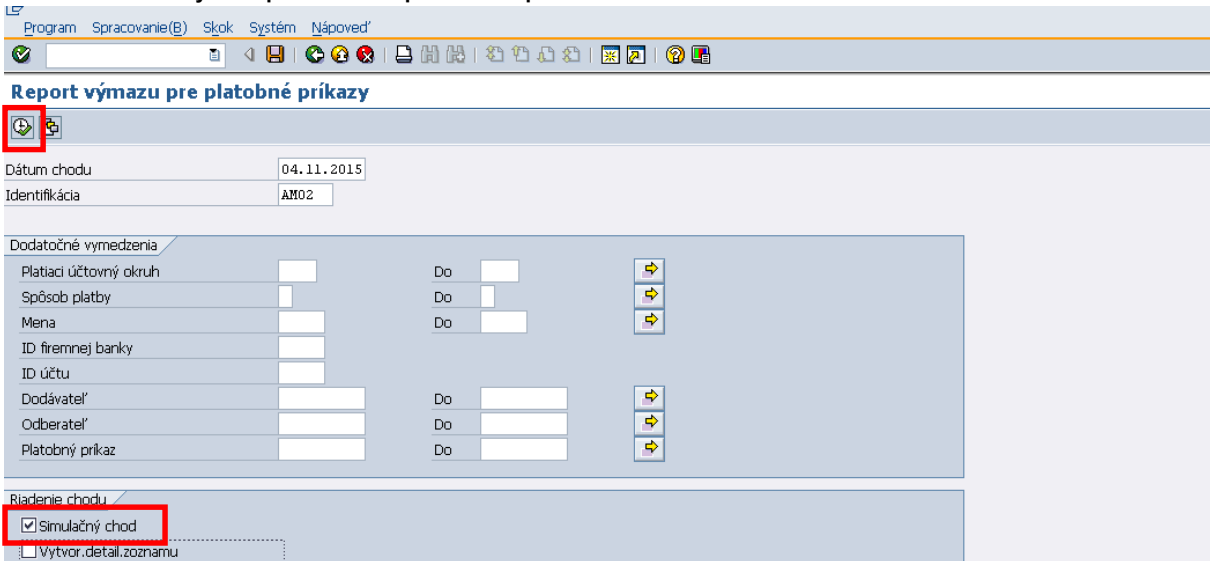 Program Spracovanie(B) Skok Systém Nápoveď
Report výmazu pre platobné príkazy
Dátum chodu 04.11.2015
Identifikácia AM02
Dodatočné vymedzenia
Platiaci účtovný okruh Do
Spôsob platby Do
Mena Do
ID firemnej banky
ID účtu
Dodávateľ Do
Odberateľ Do
Platobný príkaz Do
Riadenie chodu
Simulačný chod
Vytvor.detail.zoznamu